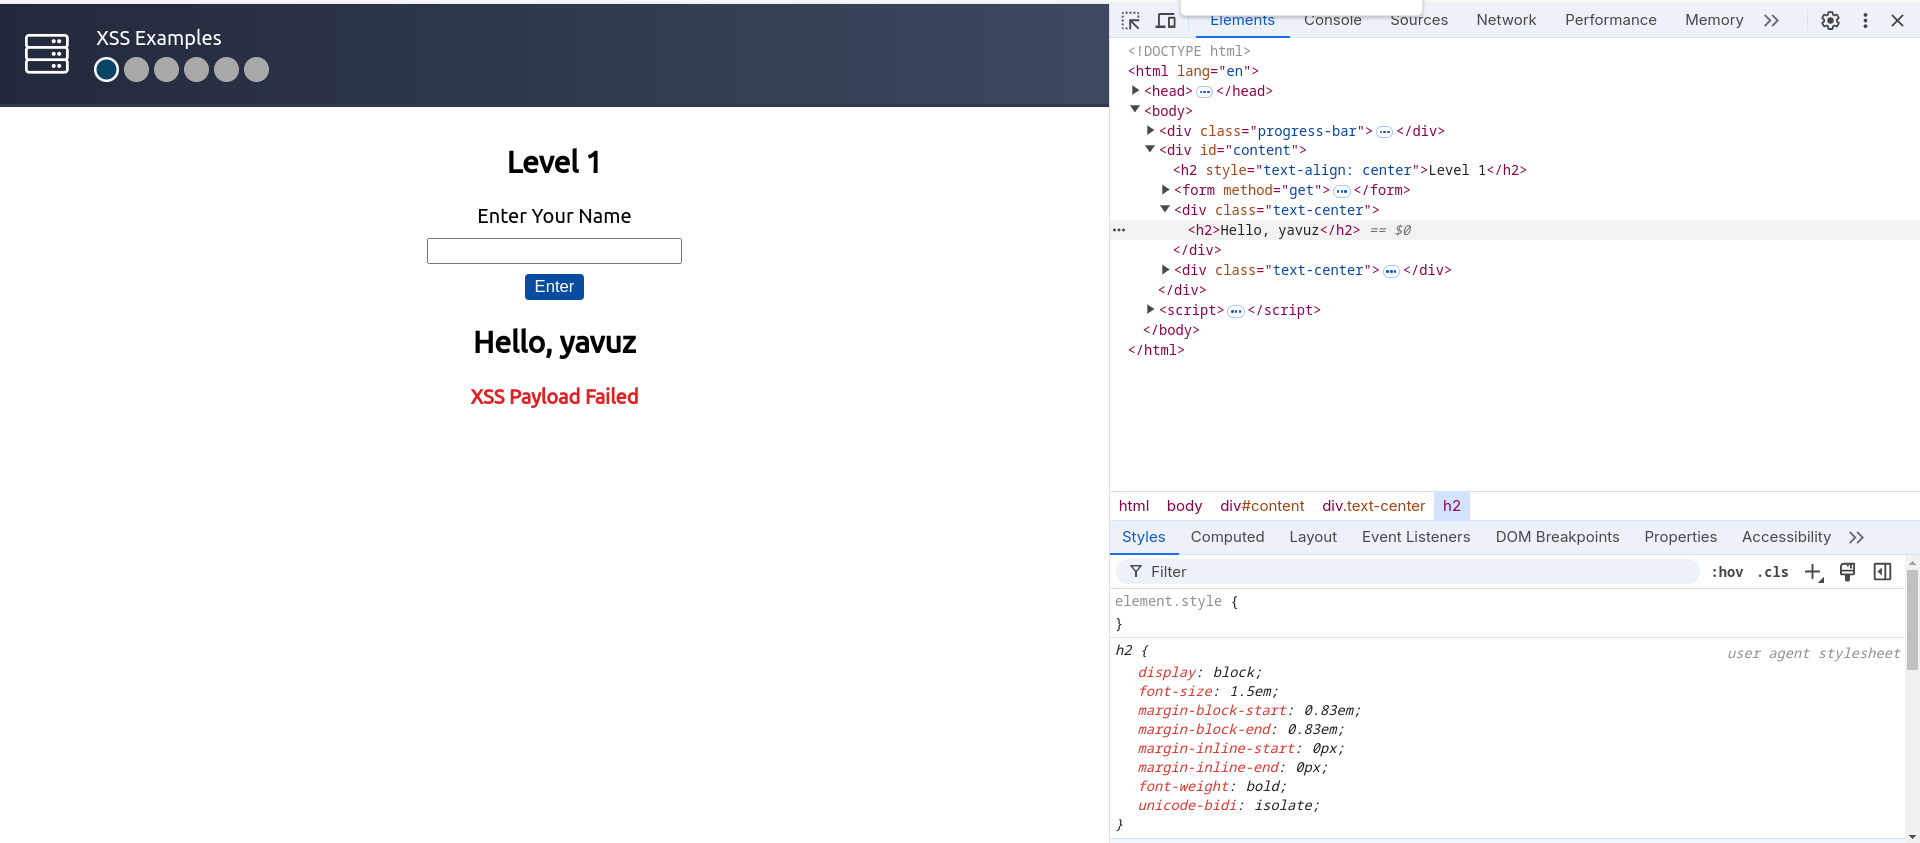 XSS Examples
Level 1
Enter Your Name
Enter
Hello, yavuz
XSS Payload Failed
Elements Console Sources Network Performance Memory
<!DOCTYPE html>
<html lang="en">
<head> ··· </head>
<body>
<div class="progress-bar"> ··· </div>
<div id="content">
<h2 style="text-align: center">Level 1</h2>
<form method="get"> ··· </form>
<div class="text-center">
<h2>Hello, yavuz</h2> == $0
</div>
<div class="text-center"> ··· </div>
</div>
<script> ··· </script>
</body>
</html>
html body div#content div.text-center h2
Styles Computed Layout Event Listeners DOM Breakpoints Properties Accessibility
Filter :hov .cls
element.style {
}
h2 { user agent stylesheet
display: block;
font-size: 1.5em;
margin-block-start: 0.83em;
margin-block-end: 0.83em;
margin-inline-start: 0px;
margin-inline-end: 0px;
font-weight: bold;
unicode-bidi: isolate;
}